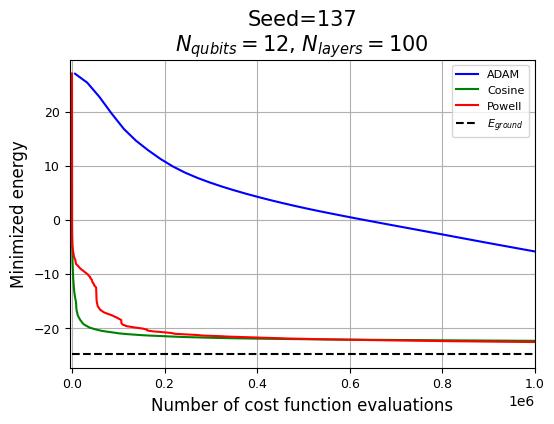 Seed=137
N_qubits = 12, N_layers = 100
ADAM
Cosine
Powell
E_ground
Minimized energy
20
10
0
−10
−20
0.0 0.2 0.4 0.6 0.8 1.0
1e6
Number of cost function evaluations